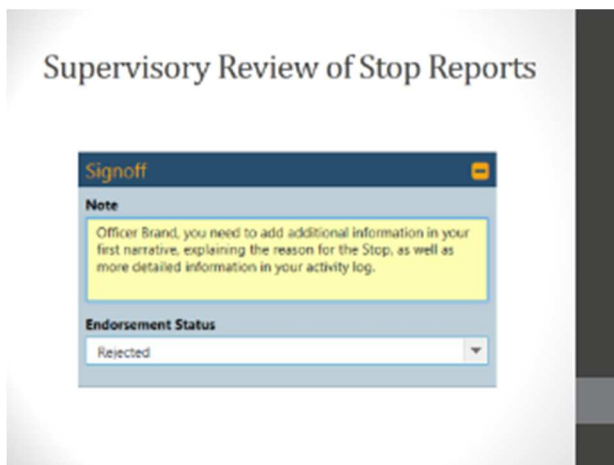 Supervisory Review of Stop Reports
Signoff
Note
Officer Brand, you need to add additional information in your
first narrative, explaining the reason for the Stop, as well as
more detailed information in your activity log.
Endorsement Status
Rejected